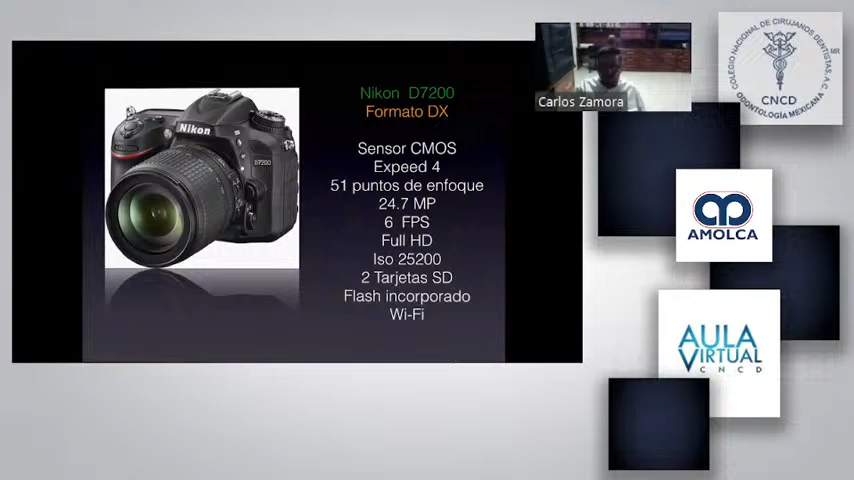 Nikon D7200
Formato DX
Sensor CMOS
Expeed 4
51 puntos de enfoque
24.7 MP
6 FPS
Full HD
Iso 25200
2 Tarjetas SD
Flash incorporado
Wi-Fi
Nikon
D7200
Carlos Zamora
COLEGIO NACIONAL DE CIRUJANOS DENTISTAS, A.C.
MR
CNCD
ODONTOLOGÍA MEXICANA
AMOLCA
AULA
VIRTUAL
CNCD